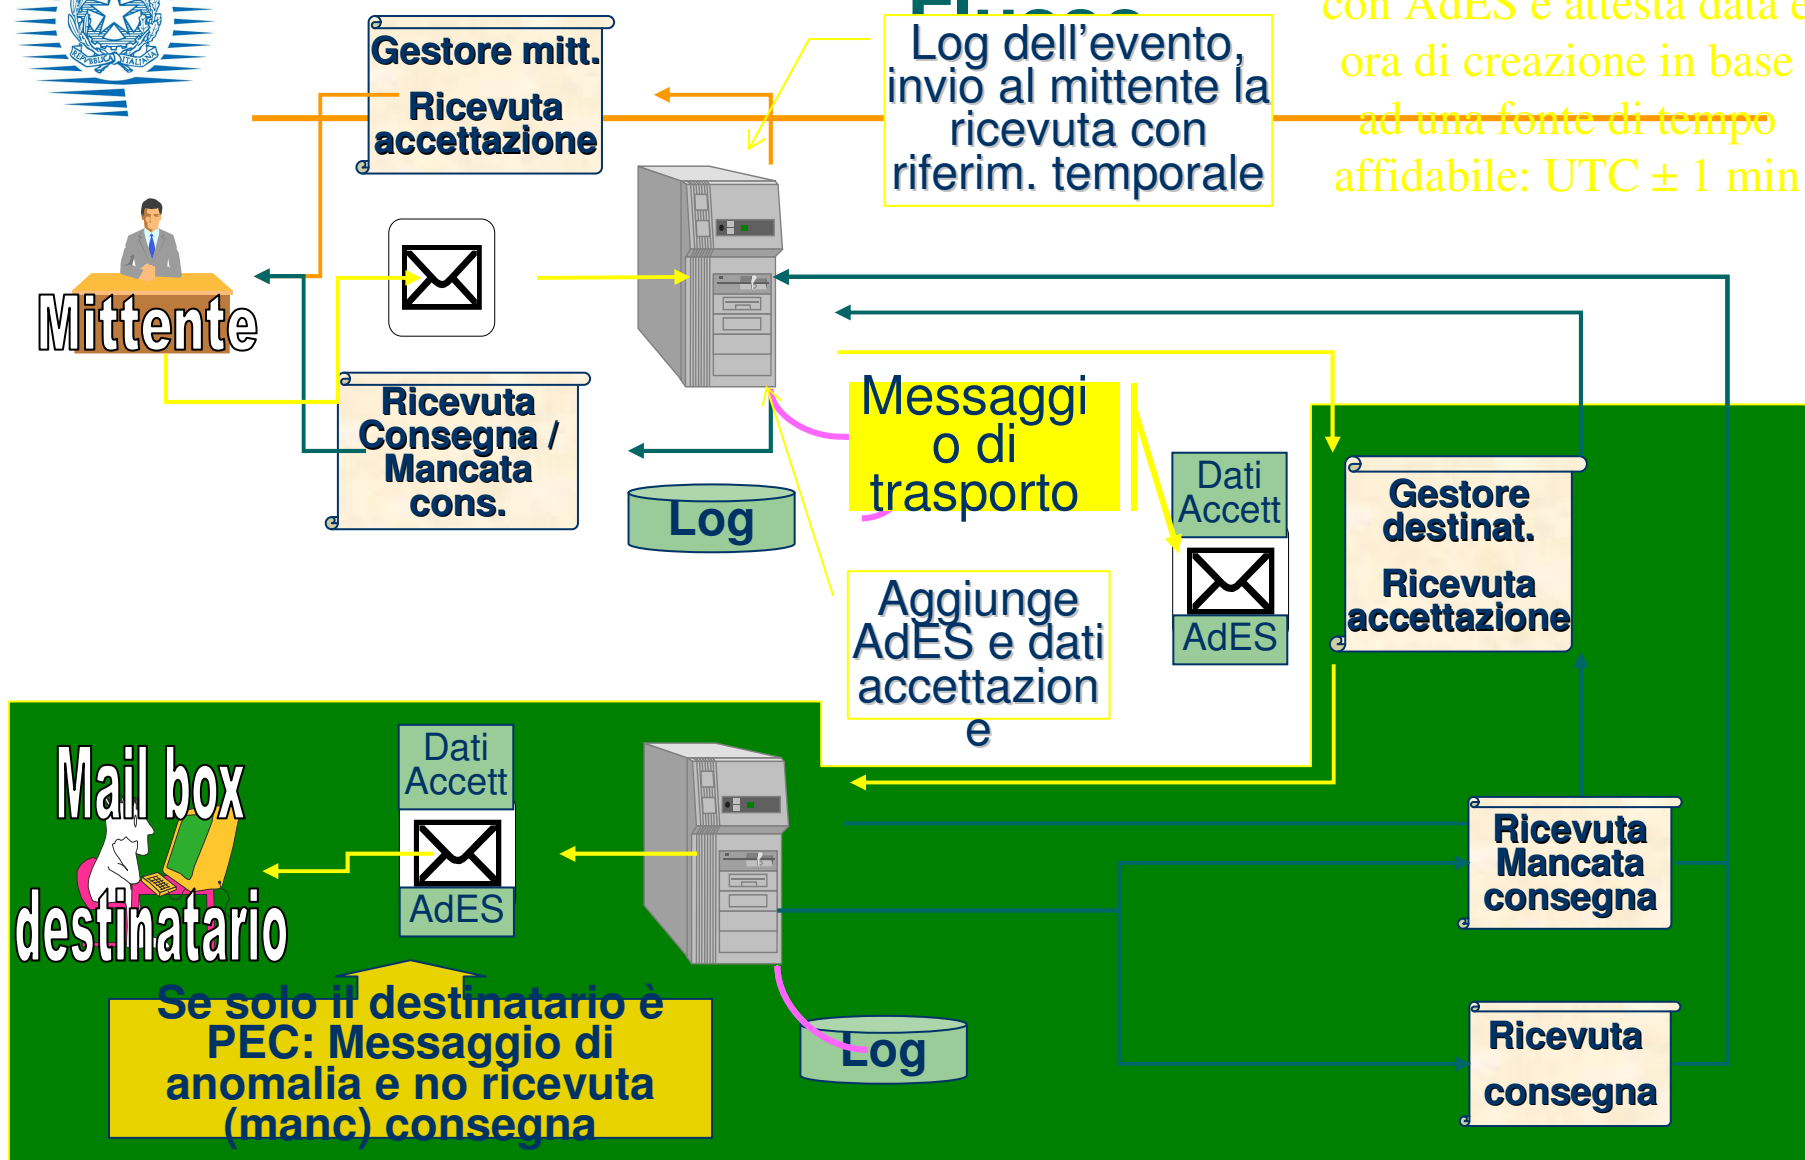 Flusso
con AdES e attesta data e
ora di creazione in base
ad una fonte di tempo
affidabile: UTC ± 1 min
REPVBBLICA ITALIANA
Gestore mitt.
Ricevuta
accettazione
Log dell’evento,
invio al mittente la
ricevuta con
riferim. temporale
Mittente
Ricevuta
Consegna /
Mancata
cons.
Log
Messaggi
o di
trasporto
Dati
Accett
AdES
Gestore
destinat.
Ricevuta
accettazione
Aggiunge
AdES e dati
accettazion
e
Mail box
destinatario
Dati
Accett
AdES
Ricevuta
Mancata
consegna
Se solo il destinatario è
PEC: Messaggio di
anomalia e no ricevuta
(manc) consegna
Log
Ricevuta
consegna